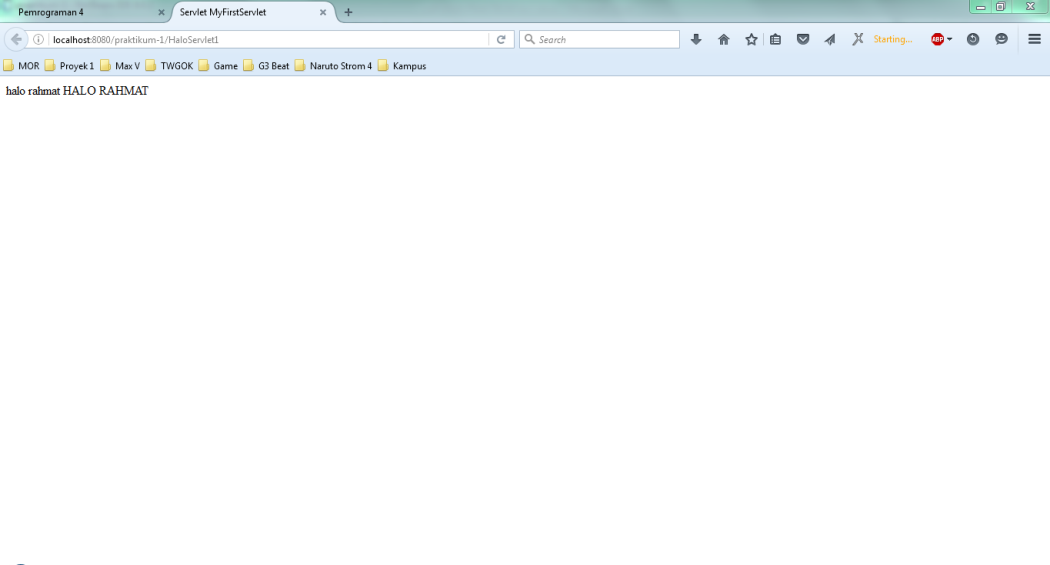 Pemrograman 4 Servlet MyFirstServlet
localhost:8080/praktikum-1/HaloServlet1 Search Starting... ABP
MOR Proyek 1 Max V TWGOK Game G3 Beat Naruto Strom 4 Kampus
halo rahmat HALO RAHMAT